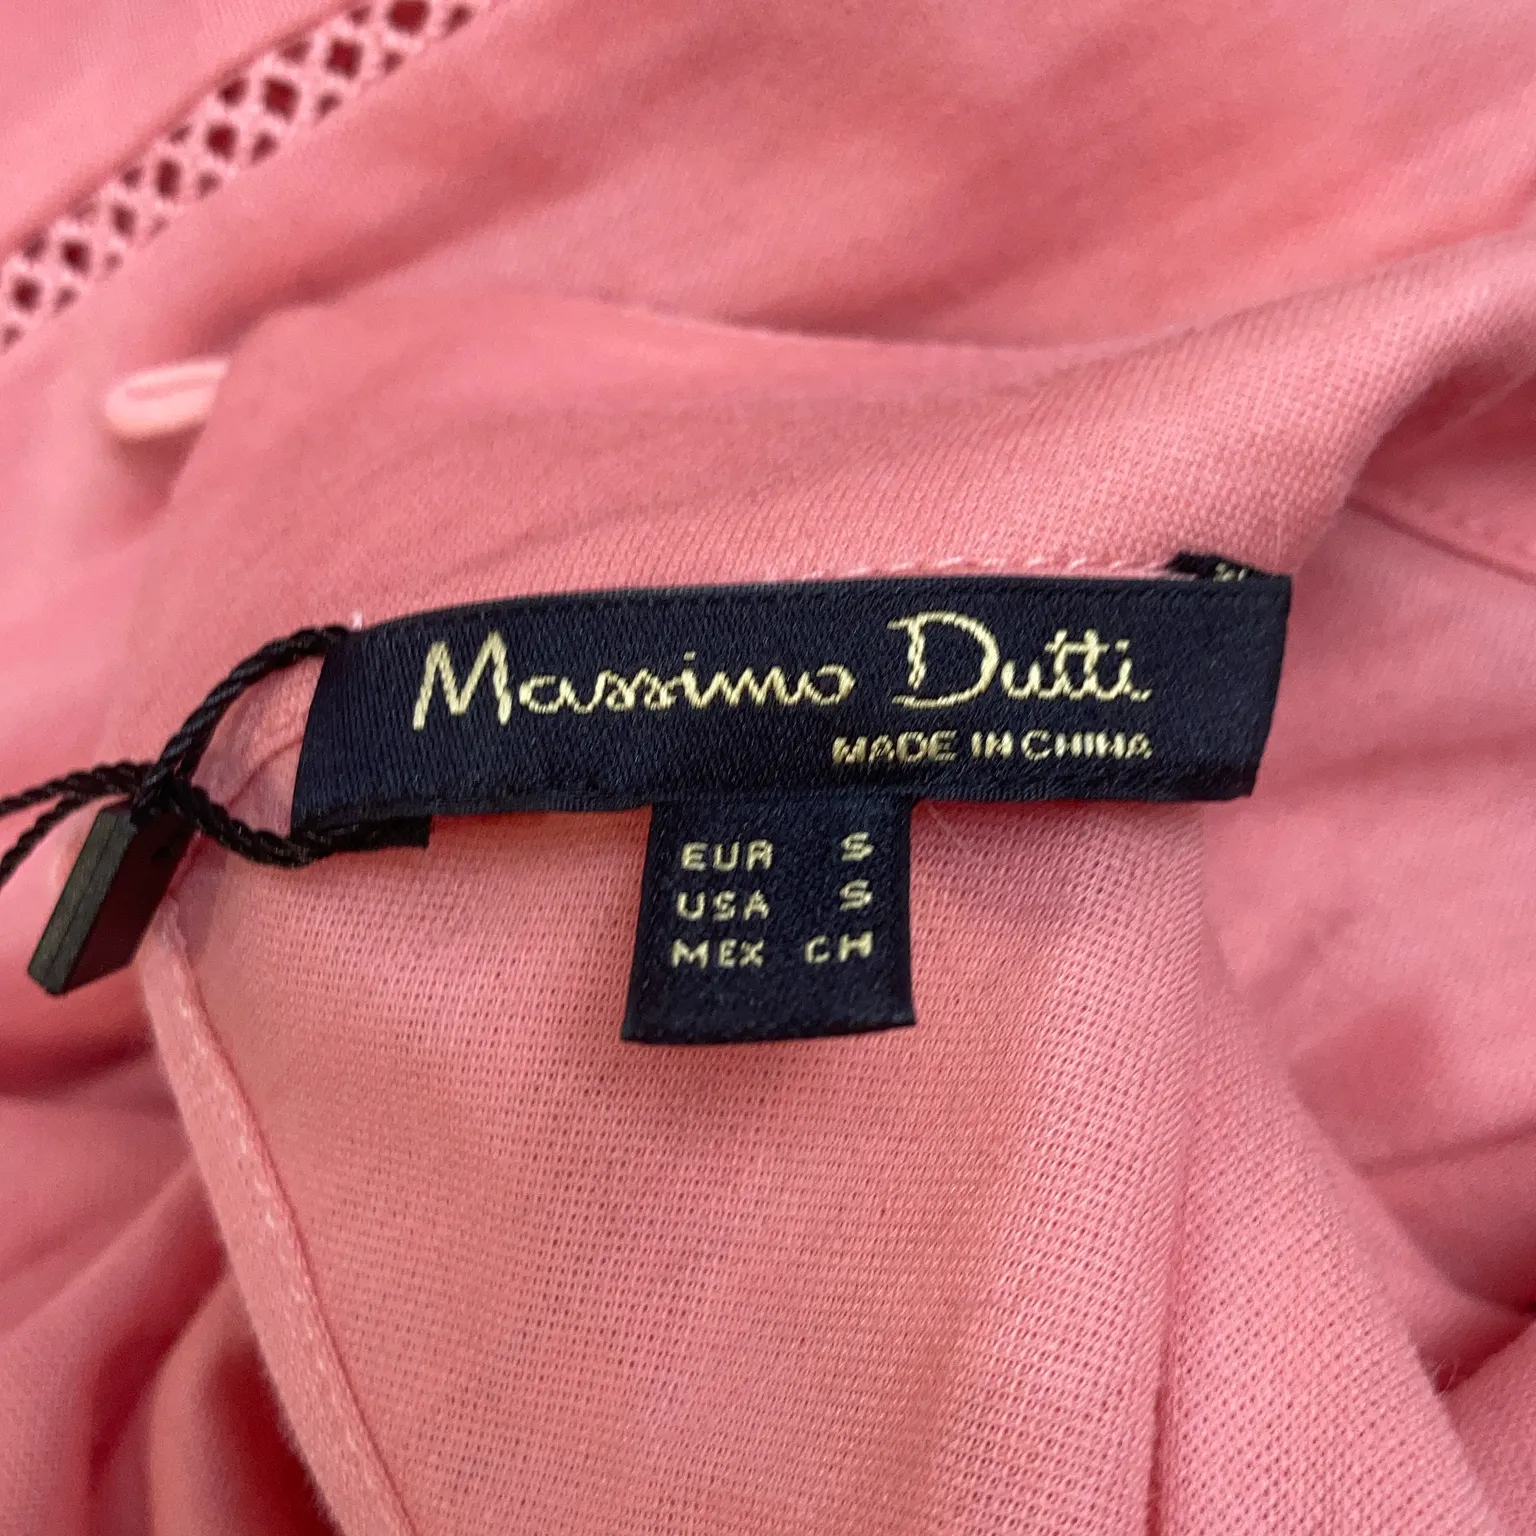 Massimo Dutti
MADE IN CHINA
EUR S
USA S
MEX CH